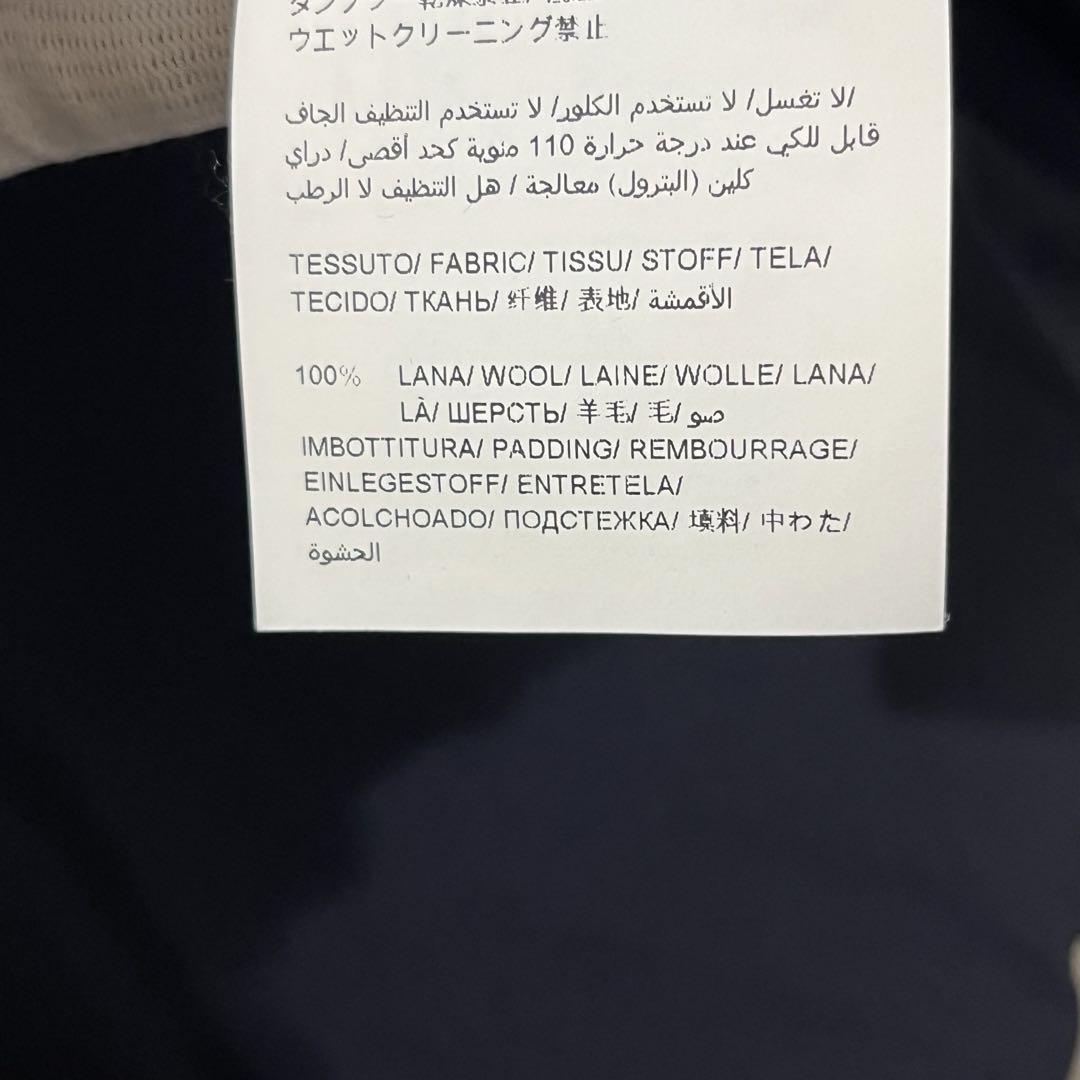 ウエットクリーニング禁止
لا تغسل/ لا تستخدم الكلور/ لا تستخدم التنظيف الجاف/
قابل للكي عند درجة حرارة 110 مئوية كحد أقصى/ دراي
كلين (البترول) معالجة / هل التنظيف لا الرطب
TESSUTO/ FABRIC/ TISSU/ STOFF/ TELA/
TECIDO/ ТКАНЬ/ 纤维/ 表地/ الأقمشة
100% LANA/ WOOL/ LAINE/ WOLLE/ LANA/
LÀ/ ШЕРСТЬ/ 羊毛/ 毛/ صو
IMBOTTITURA/ PADDING/ REMBOURRAGE/
EINLEGESTOFF/ ENTRETELA/
ACOLCHOADO/ ПОДСТЕЖКА/ 填料/ 中わた/
الحشوة